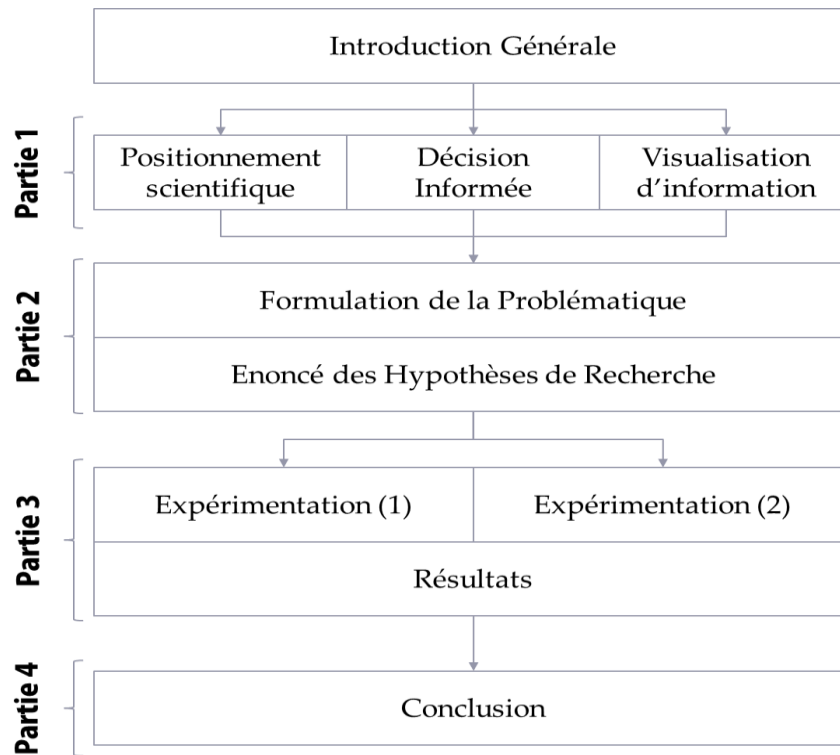 Introduction Générale
Partie 1
Positionnement
scientifique
Décision
Informée
Visualisation
d'information
Partie 2
Formulation de la Problématique
Enoncé des Hypothèses de Recherche
Partie 3
Expérimentation (1)
Expérimentation (2)
Résultats
Partie 4
Conclusion